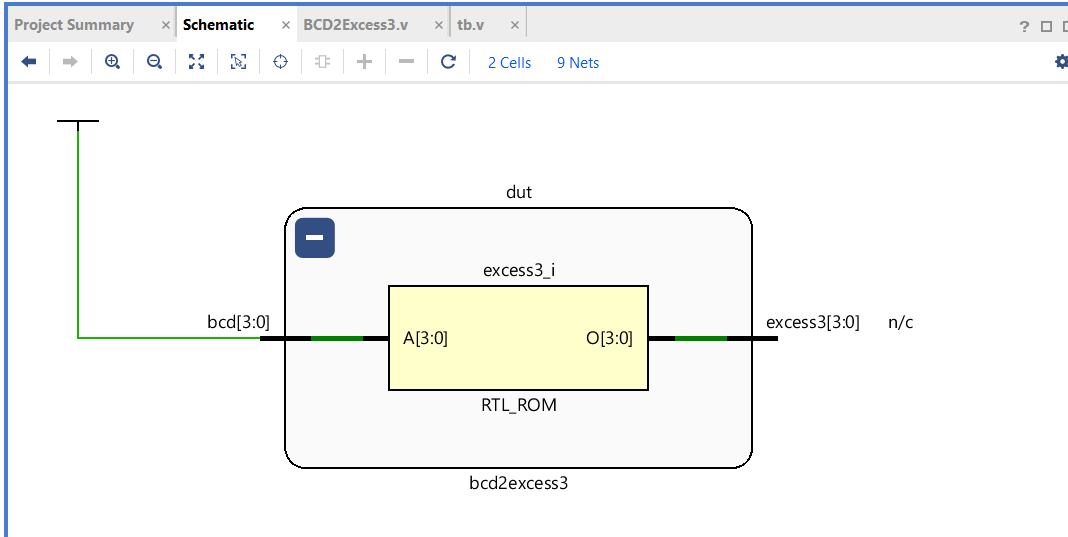 Project Summary × Schematic × BCD2Excess3.v × tb.v × ?
2 Cells 9 Nets
dut
excess3_i
bcd[3:0] excess3[3:0] n/c
A[3:0] O[3:0]
RTL_ROM
bcd2excess3